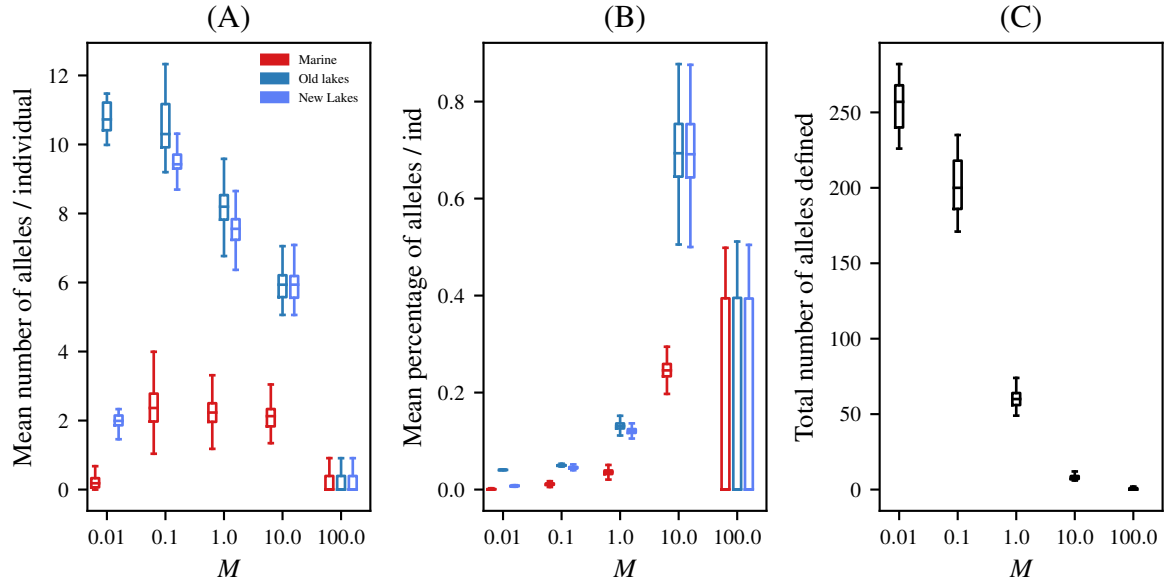 (A)
Mean number of alleles / individual
12
10
8
6
4
2
0
Marine
Old lakes
New Lakes
0.01 0.1 1.0 10.0 100.0
M
(B)
Mean percentage of alleles / ind
0.8
0.6
0.4
0.2
0.0
0.01 0.1 1.0 10.0 100.0
M
(C)
Total number of alleles defined
250
200
150
100
50
0
0.01 0.1 1.0 10.0 100.0
M